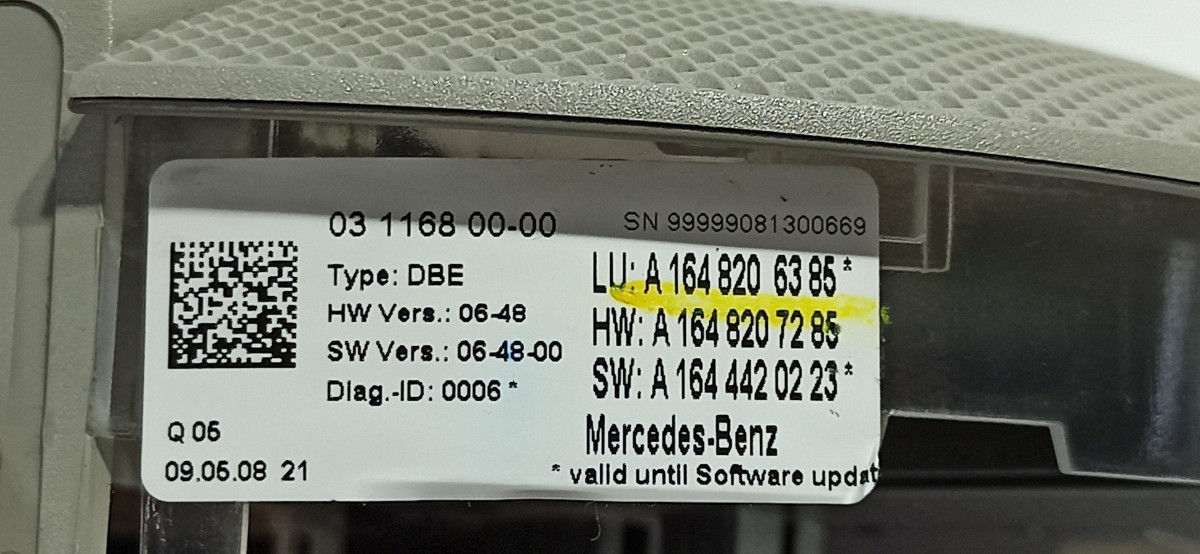 03 1168 00-00
SN 99999081300669
Type: DBE
HW Vers.: 06-48
SW Vers.: 06-48-00
Diag.-ID: 0006 *
LU: A 164 820 63 85 *
HW: A 164 820 72 85
SW: A 164 442 02 23 *
Mercedes-Benz
Q 05
09.05.08 21
* valid until Software updat